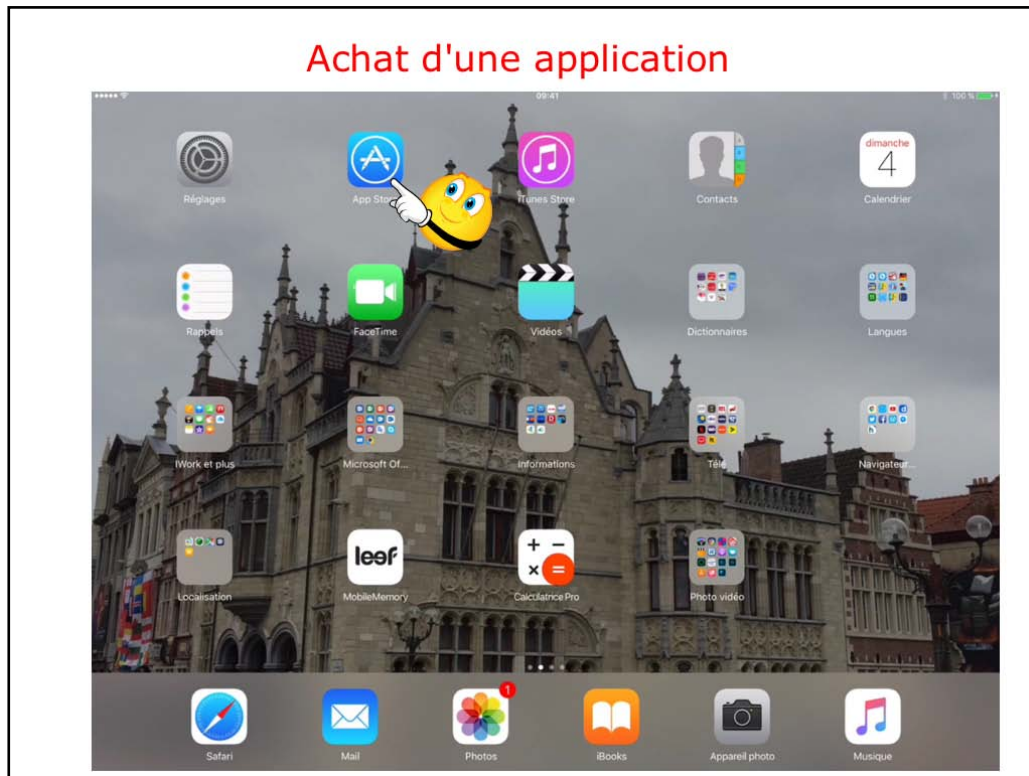 Achat d'une application
09:41
100 %
Réglages
App Store
iTunes Store
Contacts
dimanche
4
Calendrier
Rappels
FaceTime
Vidéos
Dictionnaires
Langues
iWork et plus
Microsoft Of...
Informations
Télé
Navigateur...
Localisation
leef
MobileMemory
+ −
× =
Calculatrice Pro
Photo vidéo
1
Safari
Mail
Photos
iBooks
Appareil photo
Musique